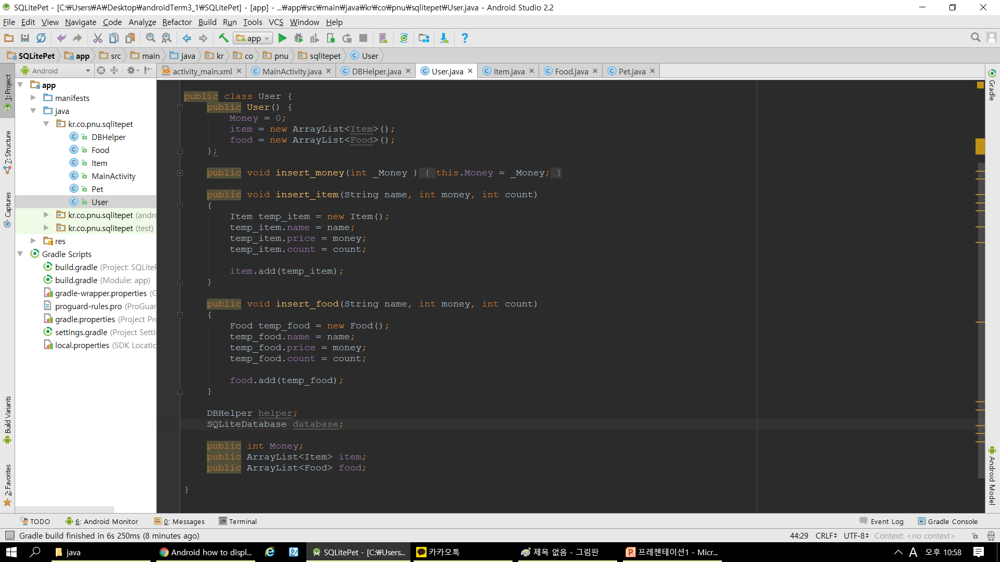 SQLitePet - [C:₩Users₩A₩Desktop₩androidTerm3_1₩SQLitePet] - [app] - ...₩app₩src₩main₩java₩kr₩co₩pnu₩sqlitepet₩User.java - Android Studio 2.2
File Edit View Navigate Code Analyze Refactor Build Run Tools VCS Window Help
app
SQLitePet app src main java kr co pnu sqlitepet User
Android
activity_main.xml MainActivity.java DBHelper.java User.java Item.java Food.java Pet.java
1: Project
7: Structure
Captures
Build Variants
2: Favorites
app
manifests
java
kr.co.pnu.sqlitepet
DBHelper
Food
Item
MainActivity
Pet
User
kr.co.pnu.sqlitepet (andro
kr.co.pnu.sqlitepet (test)
res
Gradle Scripts
build.gradle (Project: SQLiteP
build.gradle (Module: app)
gradle-wrapper.properties (G
proguard-rules.pro (ProGuar
gradle.properties (Project Pro
settings.gradle (Project Setti
local.properties (SDK Locatio
public class User {
public User() {
Money = 0;
item = new ArrayList<Item>();
food = new ArrayList<Food>();
};
public void insert_money(int _Money ) { this.Money = _Money; }
public void insert_item(String name, int money, int count)
{
Item temp_item = new Item();
temp_item.name = name;
temp_item.price = money;
temp_item.count = count;
item.add(temp_item);
}
public void insert_food(String name, int money, int count)
{
Food temp_food = new Food();
temp_food.name = name;
temp_food.price = money;
temp_food.count = count;
food.add(temp_food);
}
DBHelper helper;
SQLiteDatabase database;
public int Money;
public ArrayList<Item> item;
public ArrayList<Food> food;
}
Gradle
Android Model
TODO 6: Android Monitor 0: Messages Terminal Event Log Gradle Console
Gradle build finished in 6s 250ms (8 minutes ago) 44:29 CRLF UTF-8 Context: <no context>
java Android how to displ... SQLitePet - [C:₩Users... 카카오톡 제목 없음 - 그림판 프레젠테이션1 - Micr... A 오후 10:58